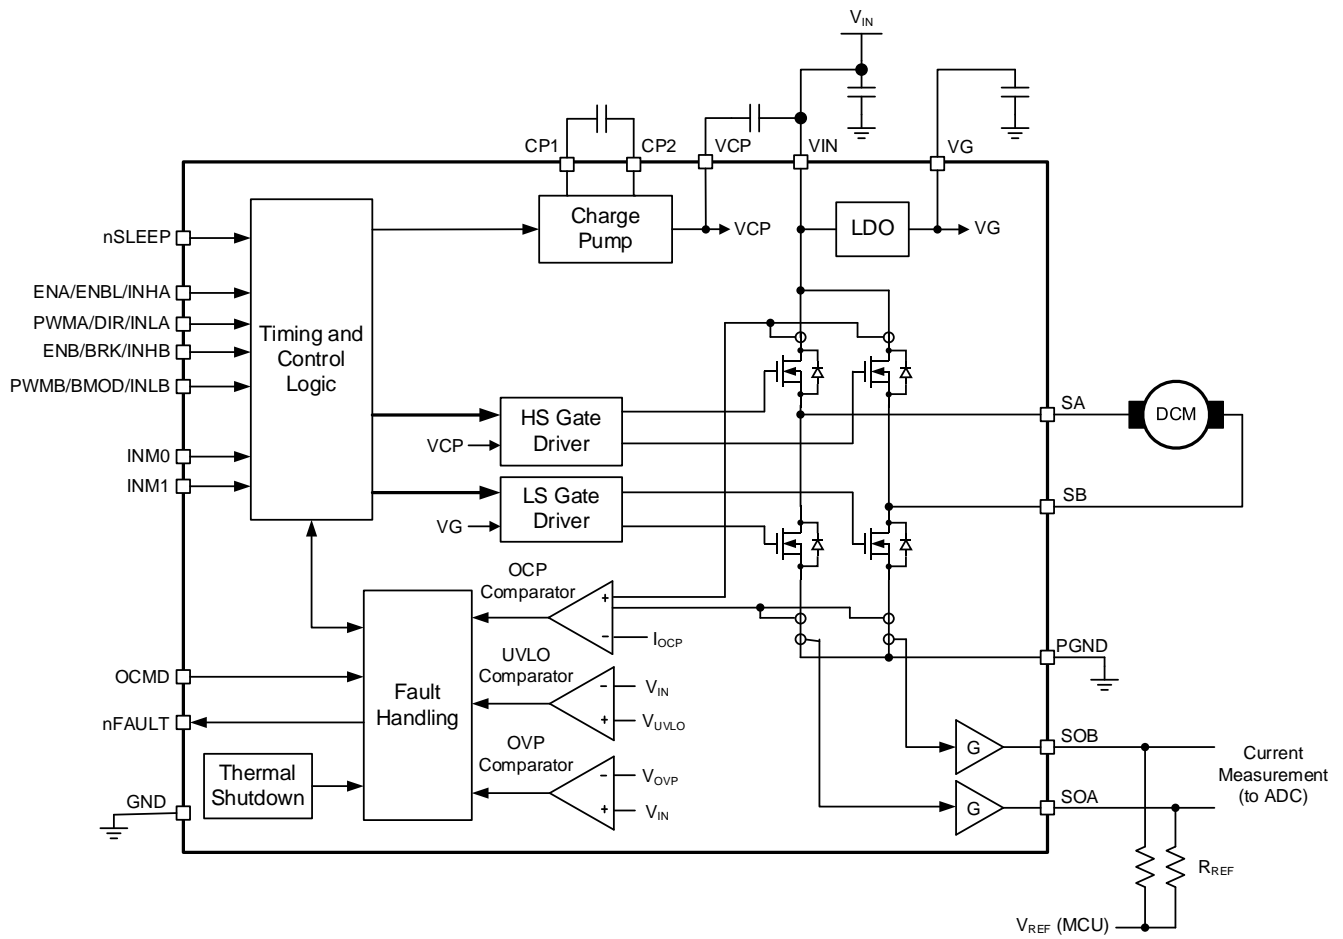 VIN
CP1
CP2
VCP
VIN
VG
Charge
Pump
VCP
LDO
VG
nSLEEP
ENA/ENBL/INHA
PWMA/DIR/INLA
ENB/BRK/INHB
PWMB/BMOD/INLB
INM0
INM1
Timing and
Control
Logic
HS Gate
Driver
VCP
LS Gate
Driver
VG
SA
DCM
SB
OCP
Comparator
+
−
IOCP
UVLO
Comparator
−
VIN
+
VUVLO
OVP
Comparator
−
VOVP
+
VIN
Fault
Handling
OCMD
nFAULT
Thermal
Shutdown
GND
PGND
G
SOB
G
SOA
Current
Measurement
(to ADC)
RREF
VREF (MCU)